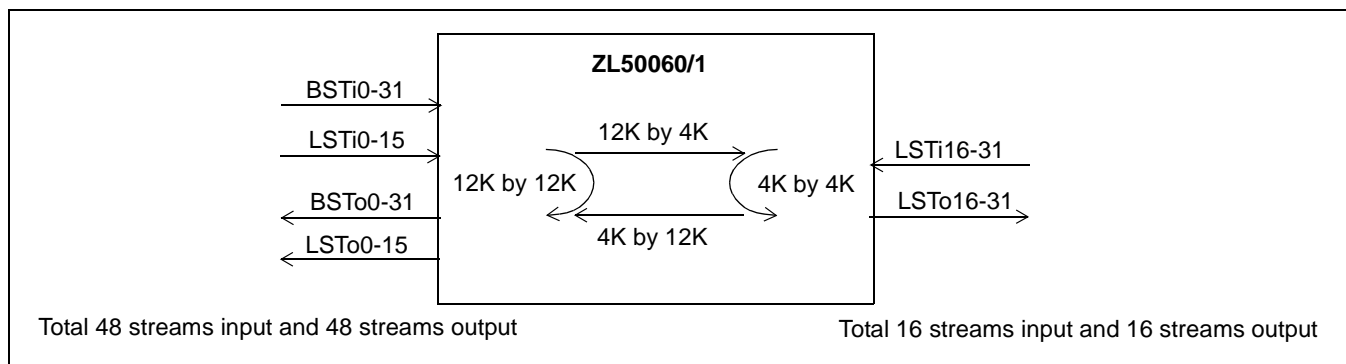 ZL50060/1
BSTi0-31
LSTi0-15
BSTo0-31
LSTo0-15
12K by 4K
12K by 12K
4K by 4K
4K by 12K
LSTi16-31
LSTo16-31
Total 48 streams input and 48 streams output
Total 16 streams input and 16 streams output